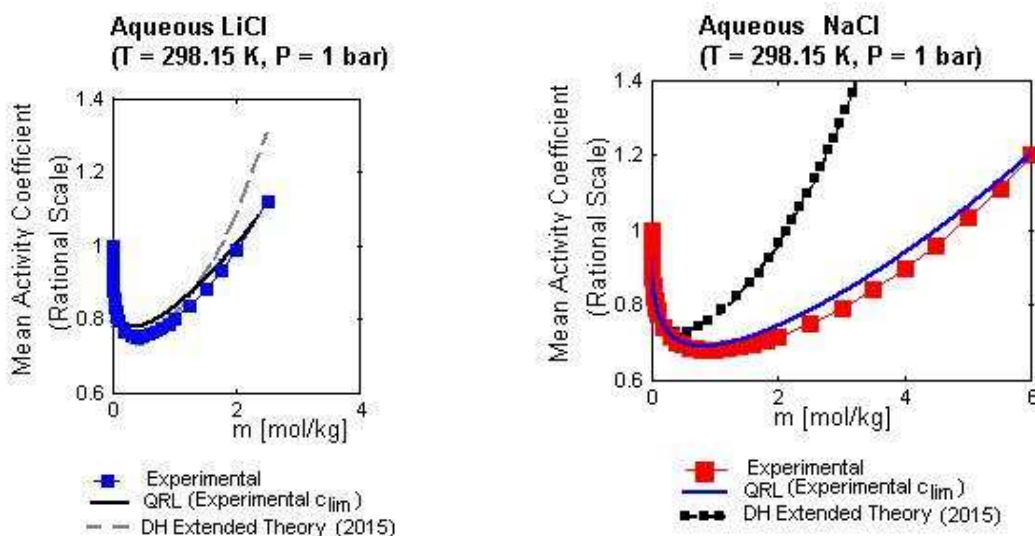 Aqueous LiCl
(T = 298.15 K, P = 1 bar)
Mean Activity Coefficient
(Rational Scale)
1.4
1.2
1
0.8
0.6
0
2
4
m [mol/kg]
Experimental
QRL (Experimental clim)
DH Extended Theory (2015)
Aqueous NaCl
(T = 298.15 K, P = 1 bar)
Mean Activity Coefficient
(Rational Scale)
1.4
1.2
1
0.8
0.6
0
2
4
6
m [mol/kg]
Experimental
QRL (Experimental clim)
DH Extended Theory (2015)